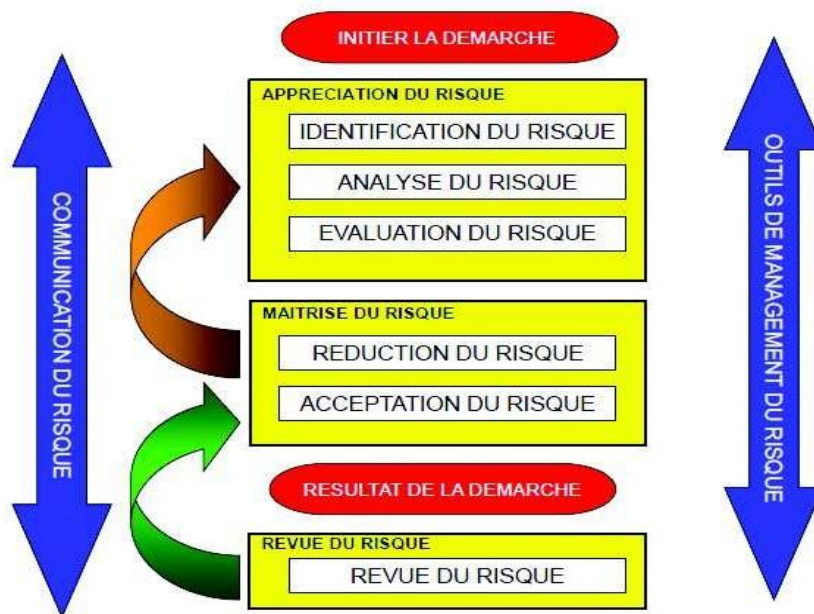 INITIER LA DEMARCHE
APPRECIATION DU RISQUE
IDENTIFICATION DU RISQUE
ANALYSE DU RISQUE
EVALUATION DU RISQUE
MAITRISE DU RISQUE
REDUCTION DU RISQUE
ACCEPTATION DU RISQUE
RESULTAT DE LA DEMARCHE
REVUE DU RISQUE
REVUE DU RISQUE
COMMUNICATION DU RISQUE
OUTILS DE MANAGEMENT DU RISQUE